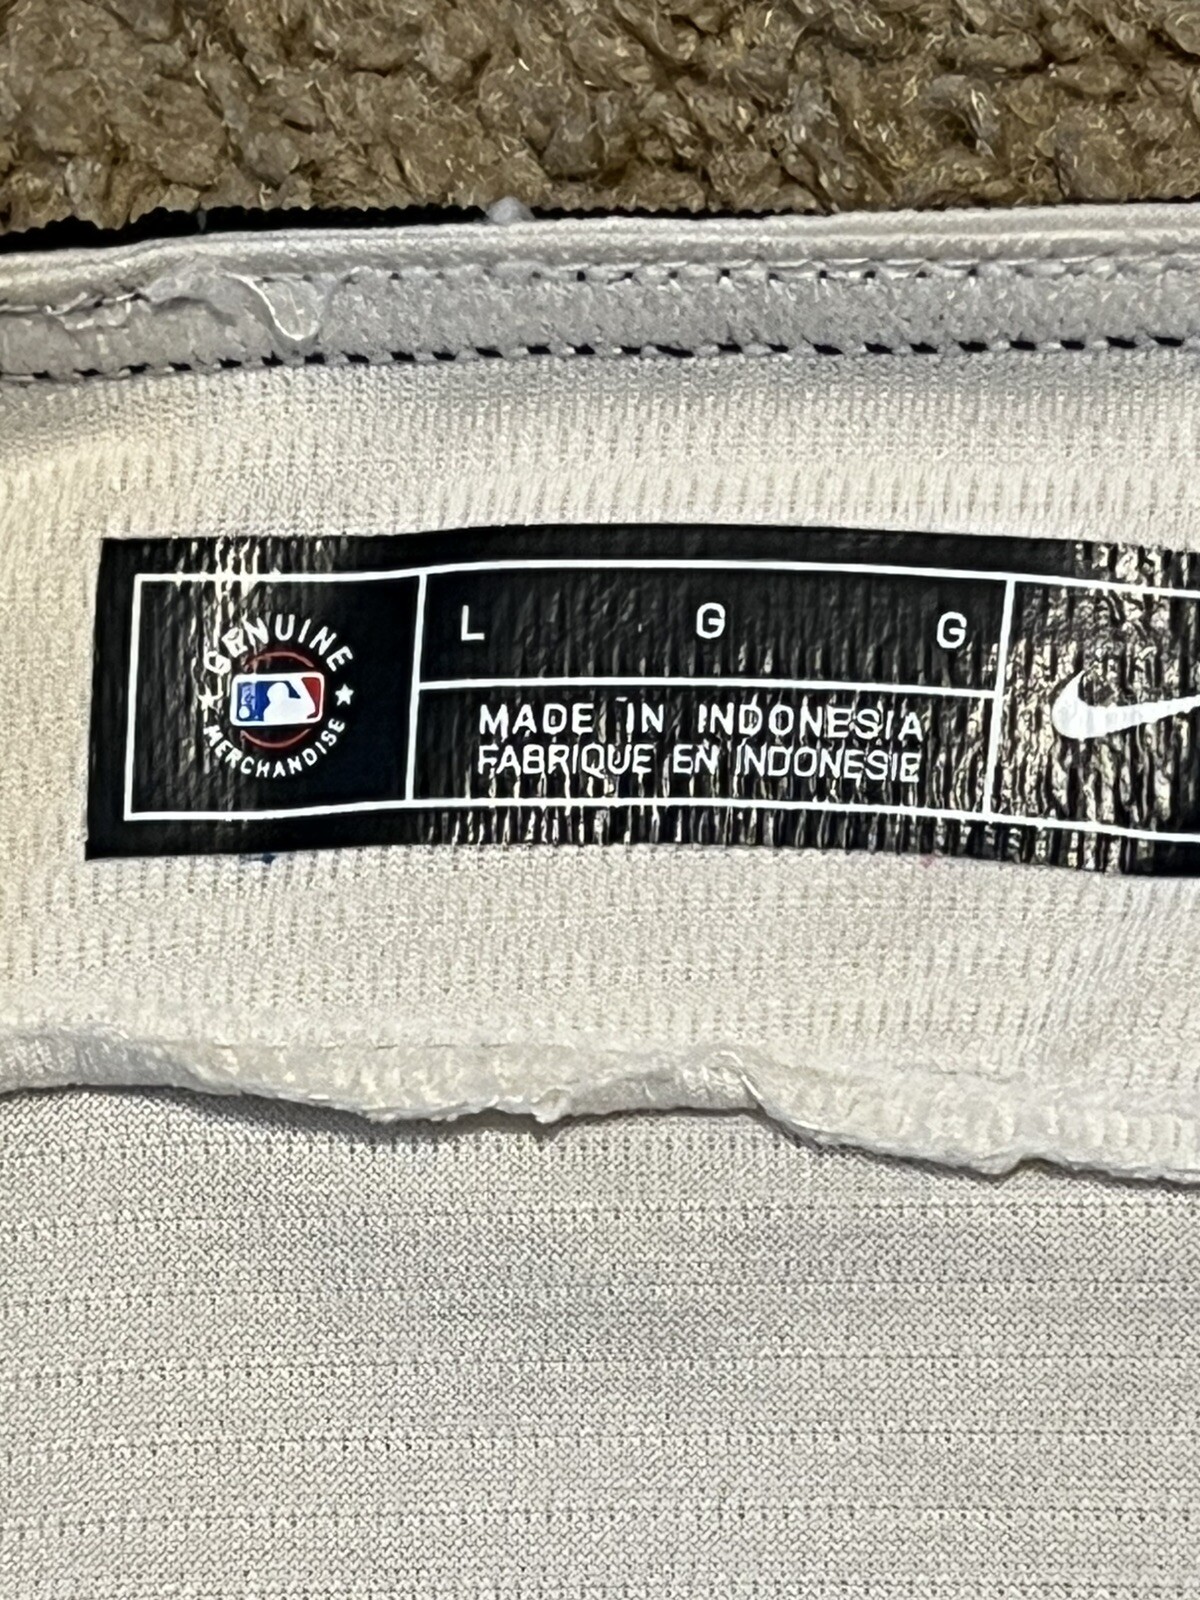 GENUINE
MERCHANDISE
L G G
MADE IN INDONESIA
FABRIQUE EN INDONESIE